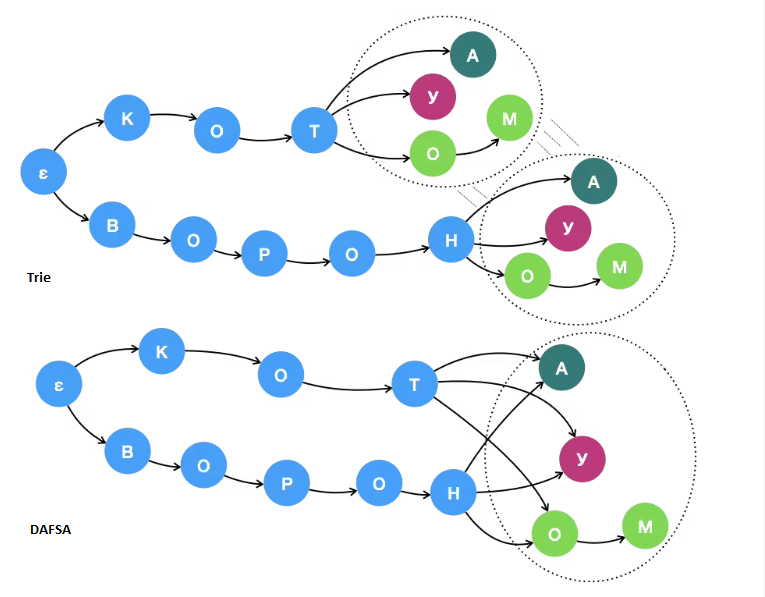 А
У
К
О
Т
О
М
ε
В
О
Р
О
Н
А
У
О
М
Trie
К
О
Т
А
ε
В
О
Р
О
Н
У
О
М
DAFSA